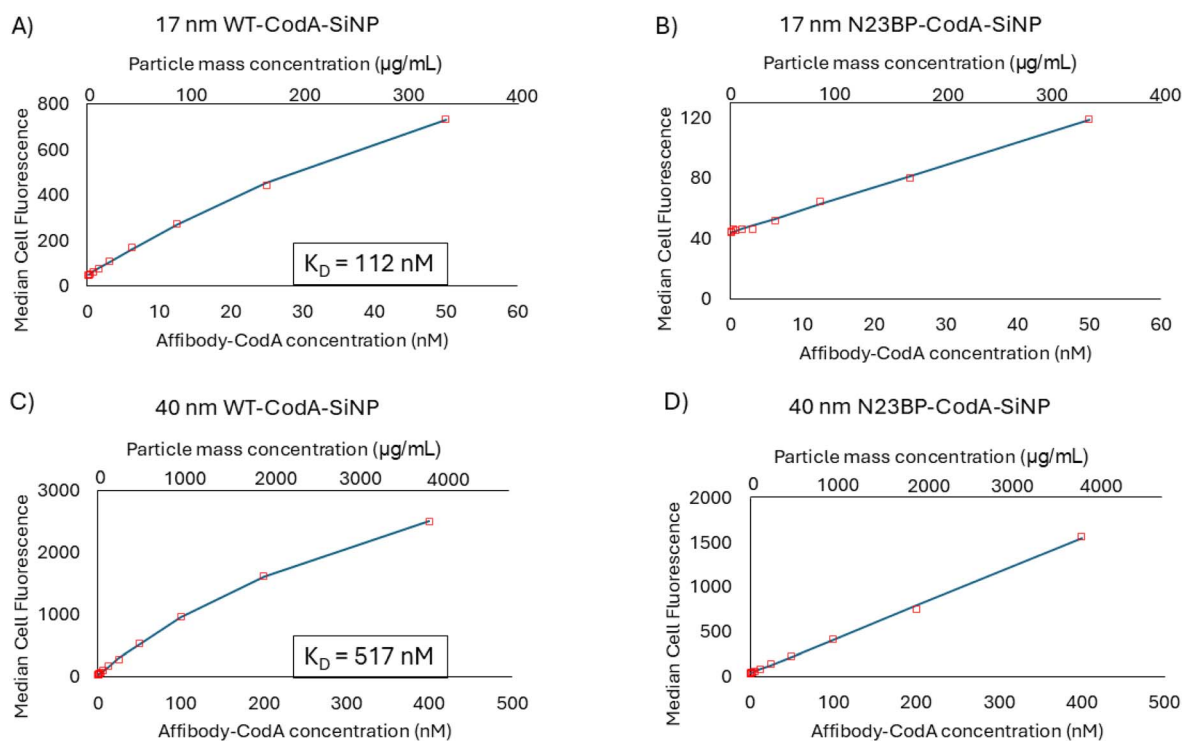 A)
17 nm WT-CodA-SiNP
Particle mass concentration (µg/mL)
0 100 200 300 400
800
600
400
200
0
Median Cell Fluorescence
K_D = 112 nM
0 10 20 30 40 50 60
Affibody-CodA concentration (nM)
B)
17 nm N23BP-CodA-SiNP
Particle mass concentration (µg/mL)
0 100 200 300 400
120
80
40
0
Median Cell Fluorescence
0 10 20 30 40 50 60
Affibody-CodA concentration (nM)
C)
40 nm WT-CodA-SiNP
Particle mass concentration (µg/mL)
0 1000 2000 3000 4000
3000
2000
1000
0
Median Cell Fluorescence
K_D = 517 nM
0 100 200 300 400 500
Affibody-CodA concentration (nM)
D)
40 nm N23BP-CodA-SiNP
Particle mass concentration (µg/mL)
0 1000 2000 3000 4000
2000
1500
1000
500
0
Median Cell Fluorescence
0 100 200 300 400 500
Affibody-CodA concentration (nM)